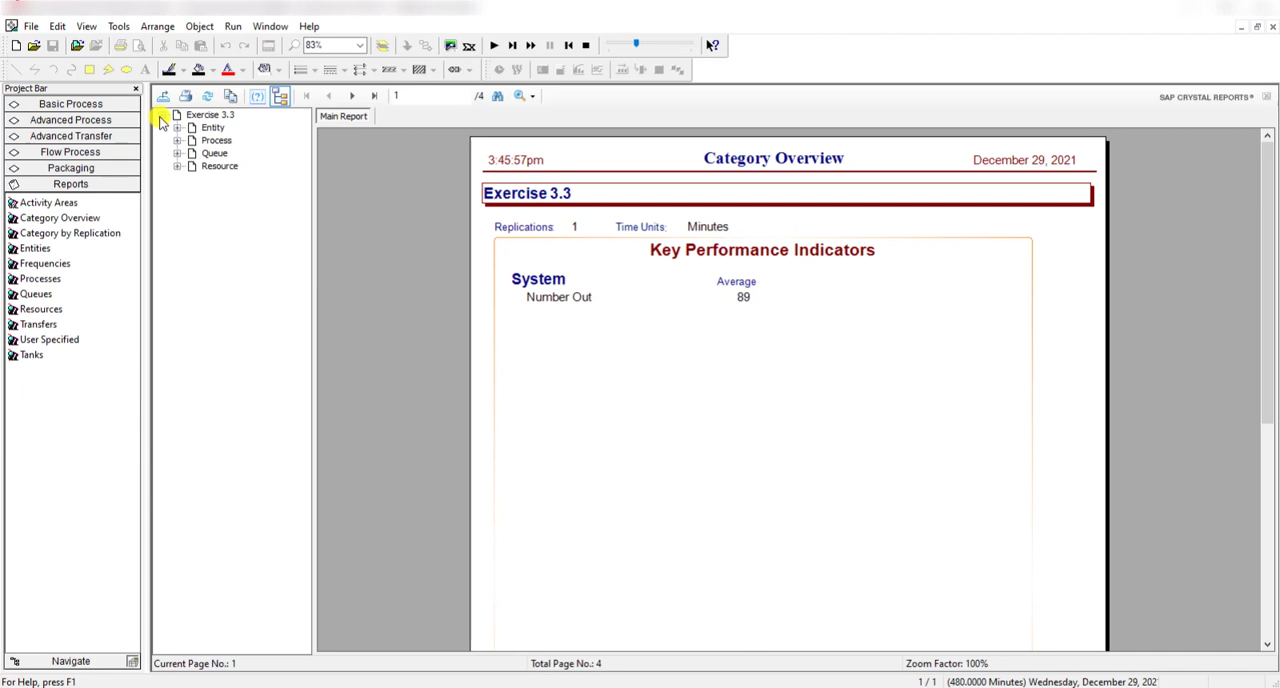 File Edit View Tools Arrange Object Run Window Help
83%
Project Bar
Basic Process
Advanced Process
Advanced Transfer
Flow Process
Packaging
Reports
Activity Areas
Category Overview
Category by Replication
Entities
Frequencies
Processes
Queues
Resources
Transfers
User Specified
Tanks
Navigate
1 /4
SAP CRYSTAL REPORTS®
Exercise 3.3
Entity
Process
Queue
Resource
Main Report
3:45:57pm Category Overview December 29, 2021
Exercise 3.3
Replications: 1 Time Units: Minutes
Key Performance Indicators
System Average
Number Out 89
Current Page No.: 1 Total Page No.: 4 Zoom Factor: 100%
For Help, press F1 1 / 1 (480.0000 Minutes) Wednesday, December 29, 202